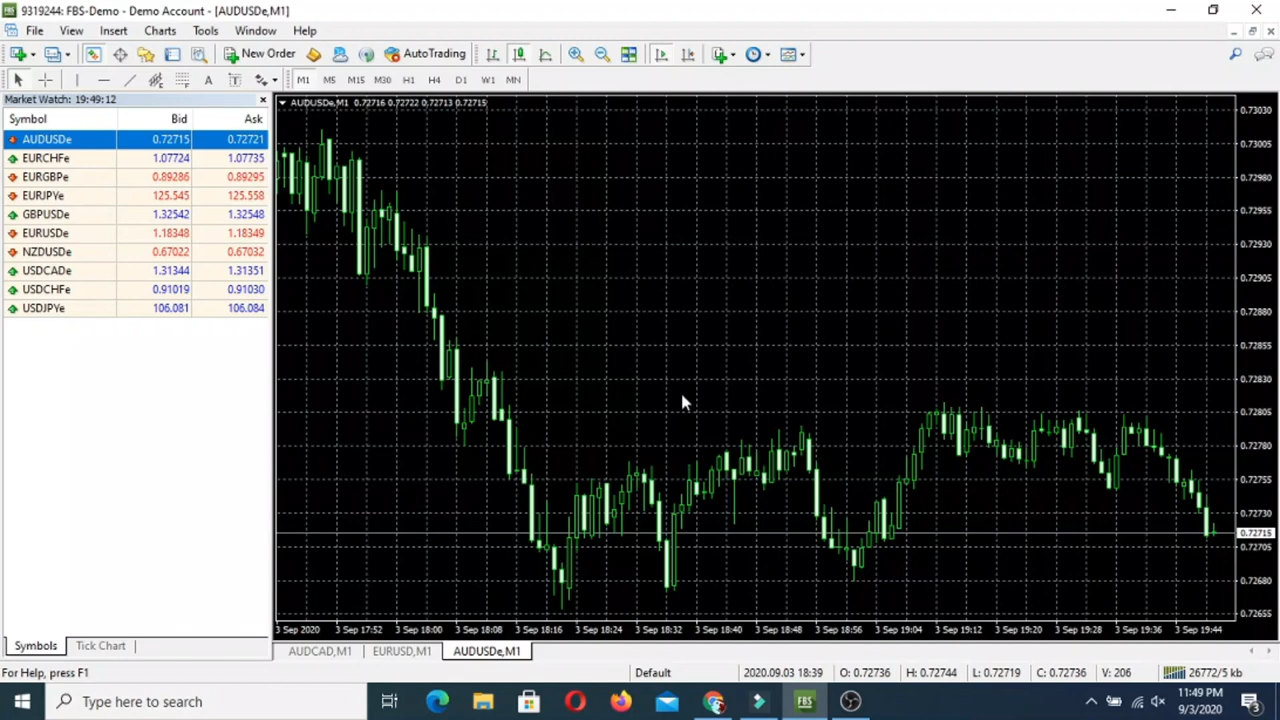 9319244: FBS-Demo - Demo Account - [AUDUSDe,M1]
File View Insert Charts Tools Window Help
New Order AutoTrading
A T M1 M5 M15 M30 H1 H4 D1 W1 MN
Market Watch: 19:49:12
Symbol Bid Ask
AUDUSDe 0.72715 0.72721
EURCHFe 1.07724 1.07735
EURGBPe 0.89286 0.89295
EURJPYe 125.545 125.558
GBPUSDe 1.32542 1.32548
EURUSDe 1.18348 1.18349
NZDUSDe 0.67022 0.67032
USDCADe 1.31344 1.31351
USDCHFe 0.91019 0.91030
USDJPYe 106.081 106.084
Symbols Tick Chart
AUDUSDe,M1 0.72716 0.72722 0.72713 0.72715
0.73030
0.73005
0.72980
0.72955
0.72930
0.72905
0.72880
0.72855
0.72830
0.72805
0.72780
0.72755
0.72730
0.72715
0.72705
0.72680
0.72655
3 Sep 2020 3 Sep 17:52 3 Sep 18:00 3 Sep 18:08 3 Sep 18:16 3 Sep 18:24 3 Sep 18:32 3 Sep 18:40 3 Sep 18:48 3 Sep 18:56 3 Sep 19:04 3 Sep 19:12 3 Sep 19:20 3 Sep 19:28 3 Sep 19:36 3 Sep 19:44
AUDCAD,M1 EURUSD,M1 AUDUSDe,M1
For Help, press F1 Default 2020.09.03 18:39 O: 0.72736 H: 0.72744 L: 0.72719 C: 0.72736 V: 206 26772/5 kb
Type here to search
FBS
11:49 PM
9/3/2020
3